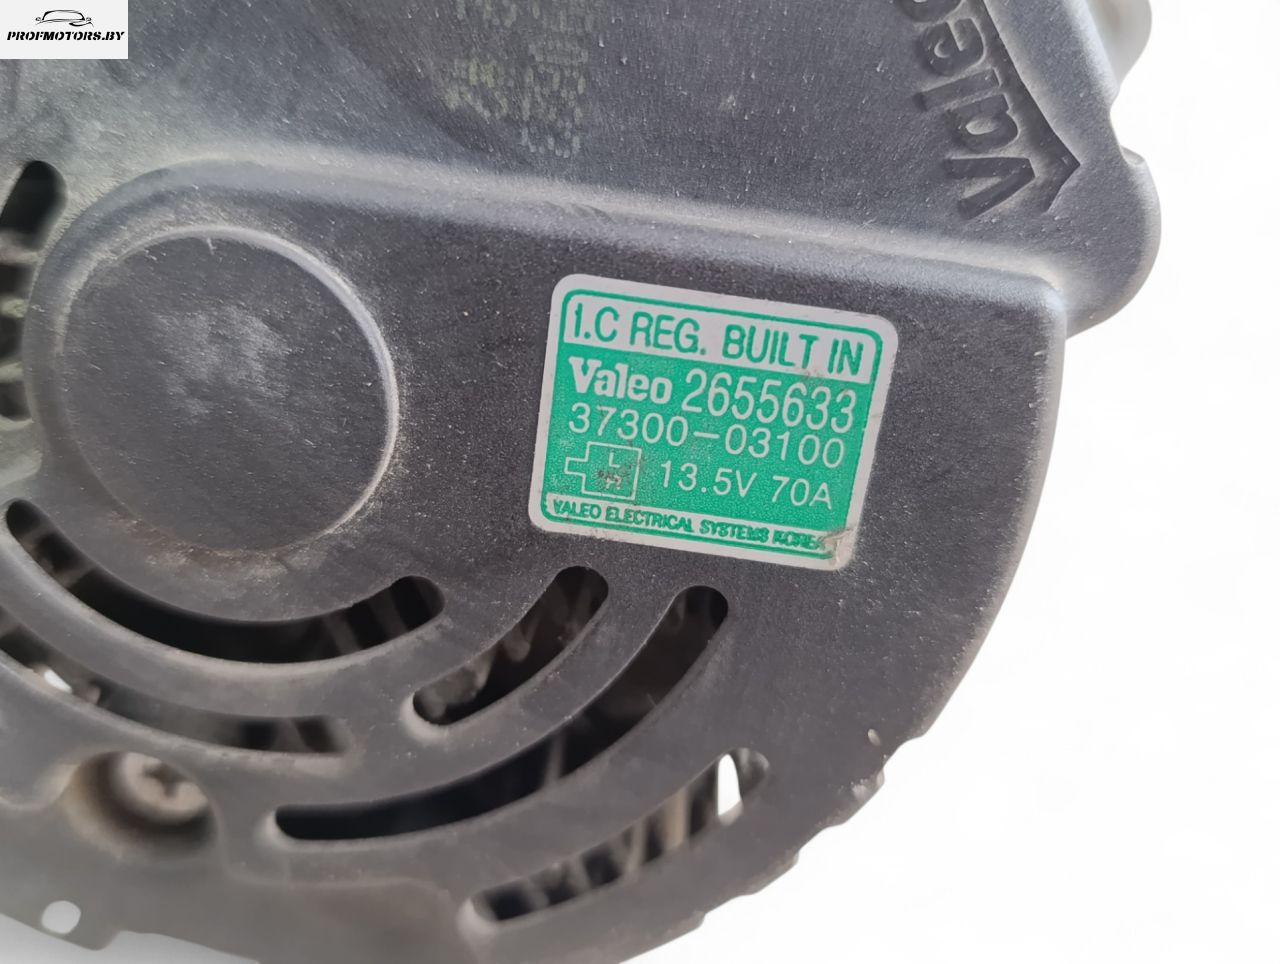 PROFMOTORS.BY
Valeo
I.C REG. BUILT IN
Valeo 2655633
37300-03100
13.5V 70A
VALEO ELECTRICAL SYSTEMS KOREA